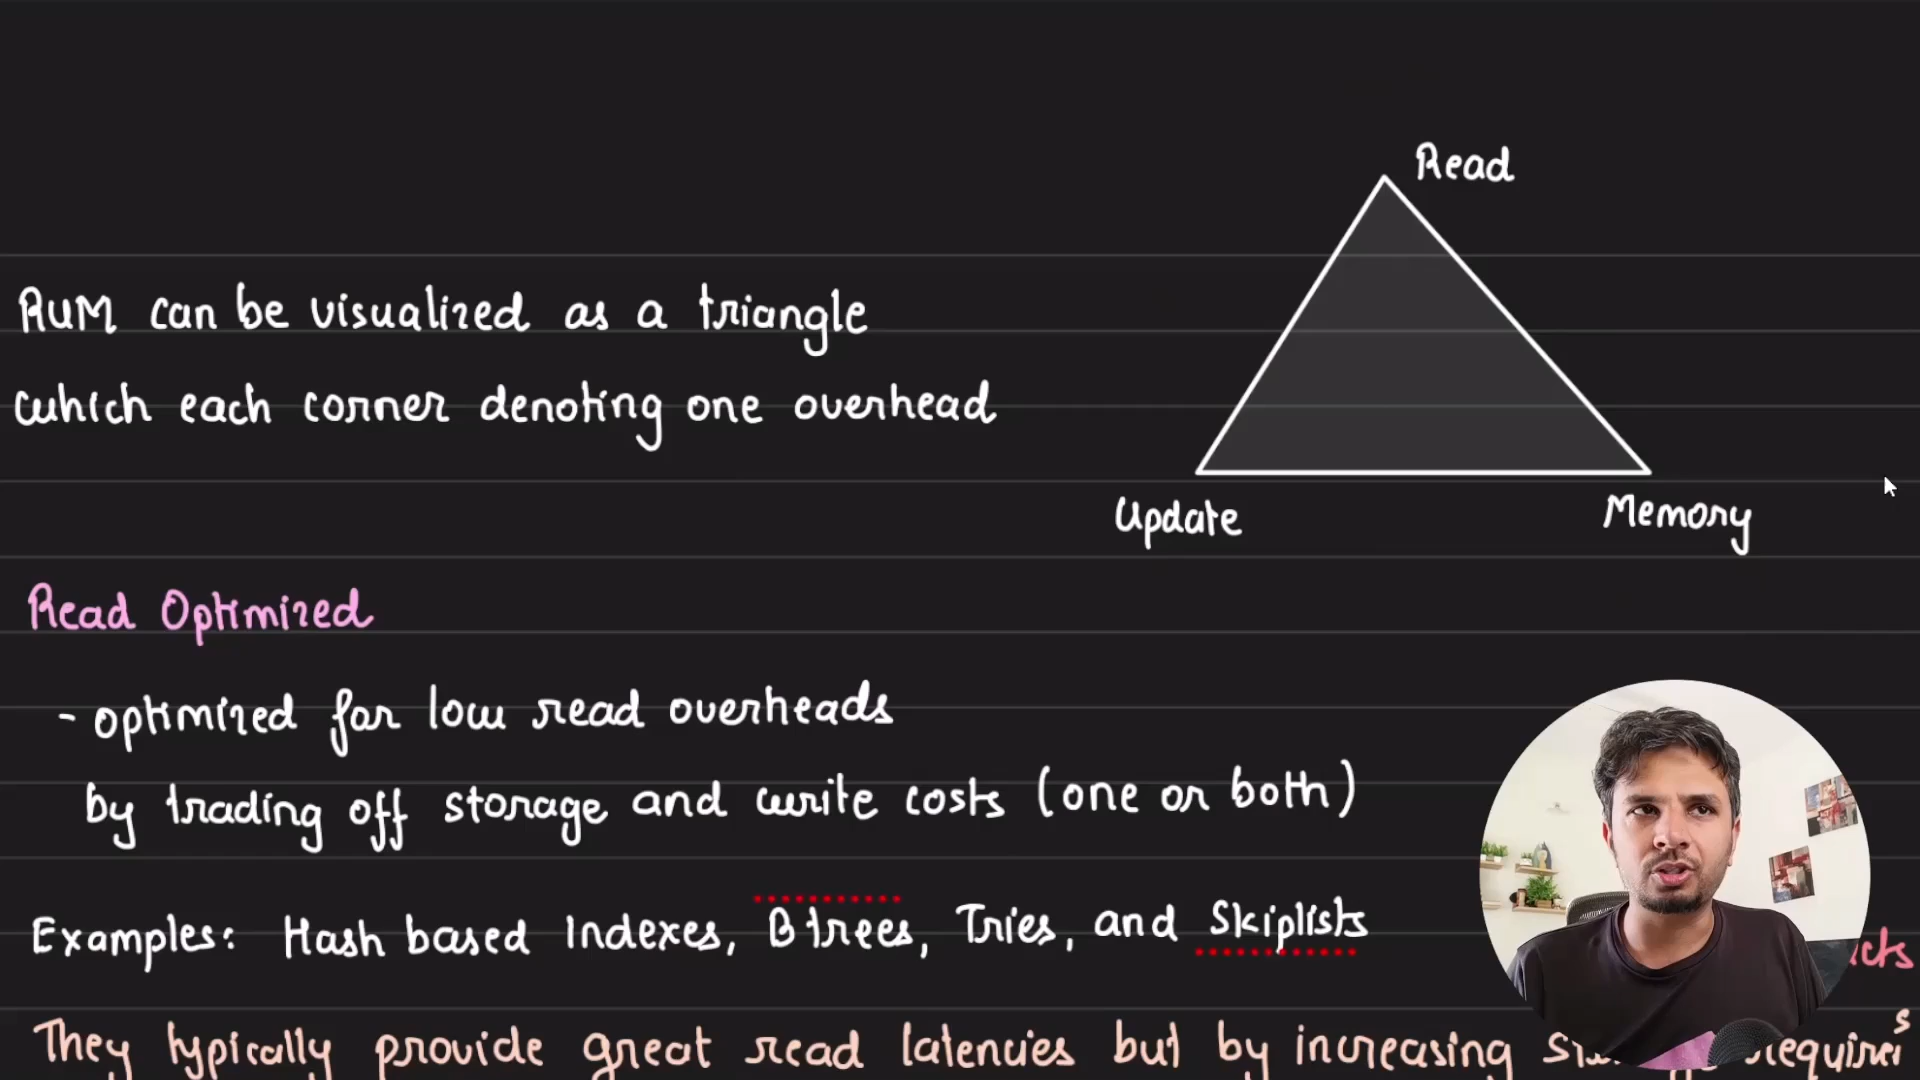 Read
RUM can be visualized as a triangle
which each corner denoting one overhead
Update
Memory
Read Optimized
- optimized for low read overheads
by trading off storage and write costs (one or both)
Examples: Hash based Indexes, B trees, Tries, and Skiplists
They typically provide great read latencies but by increasing